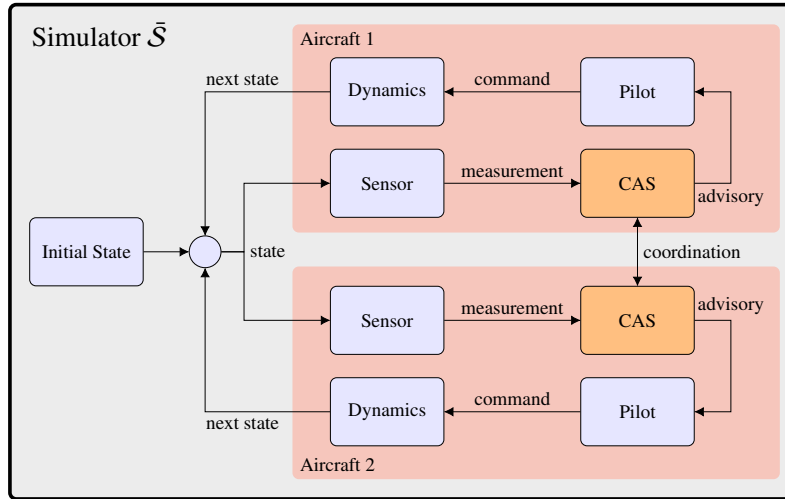 Simulator S̄
Aircraft 1
next state
Dynamics
command
Pilot
Sensor
measurement
CAS
advisory
Initial State
state
coordination
Sensor
measurement
CAS
advisory
next state
Dynamics
command
Pilot
Aircraft 2